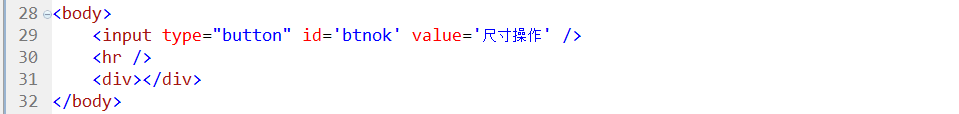 28 <body>
29 <input type="button" id='btnok' value='尺寸操作' />
30 <hr />
31 <div></div>
32 </body>